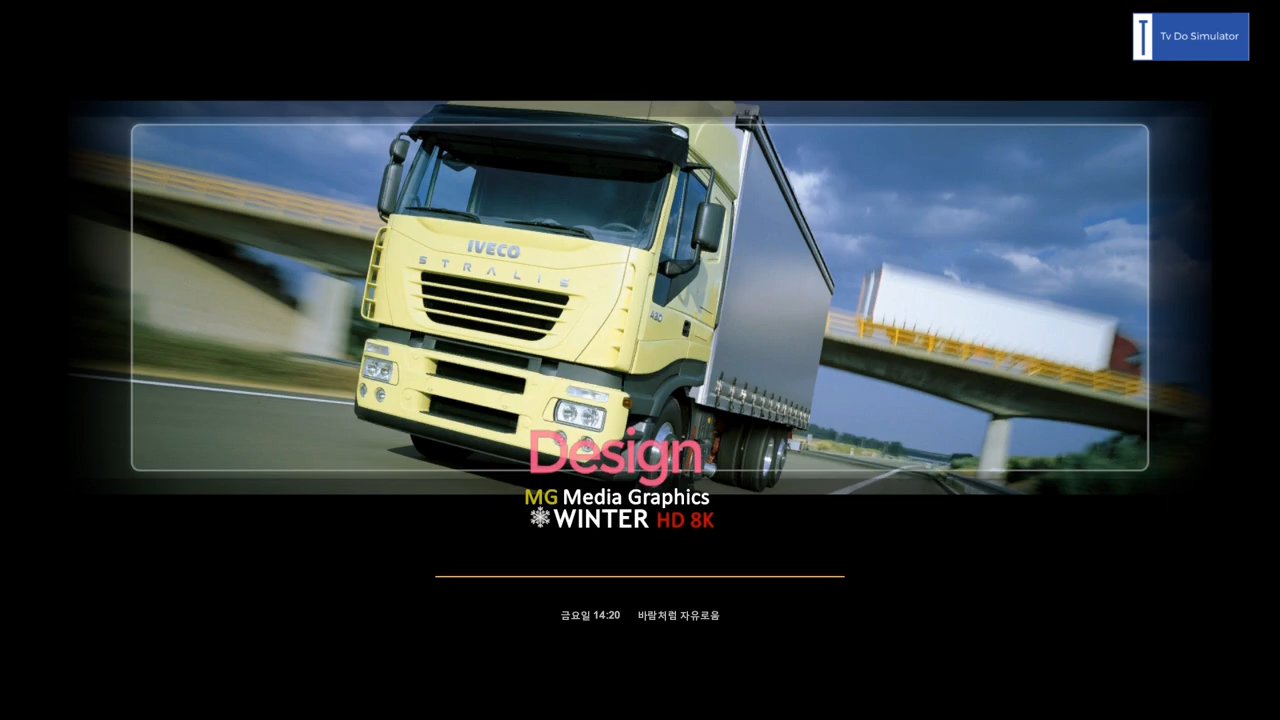 T Tv Do Simulator
IVECO
STRALIS
430
Design
MG Media Graphics
❄WINTER HD 8K
금요일 14:20 바람처럼 자유로움